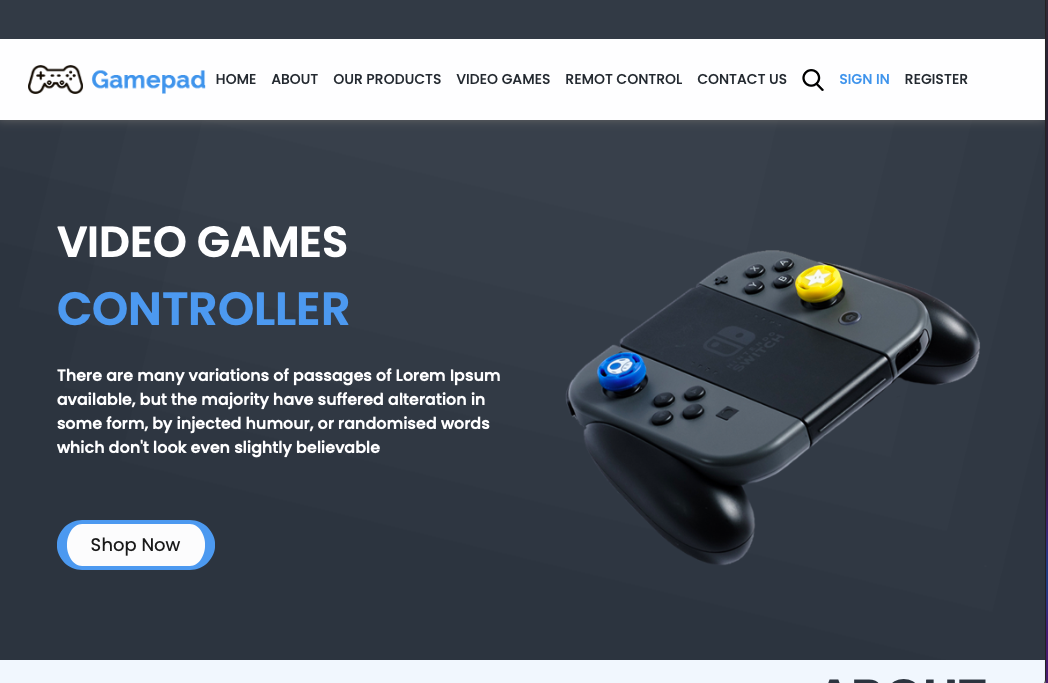 Gamepad HOME ABOUT OUR PRODUCTS VIDEO GAMES REMOT CONTROL CONTACT US SIGN IN REGISTER
VIDEO GAMES
CONTROLLER
There are many variations of passages of Lorem Ipsum
available, but the majority have suffered alteration in
some form, by injected humour, or randomised words
which don't look even slightly believable
Shop Now
SWITCH
ABOUT